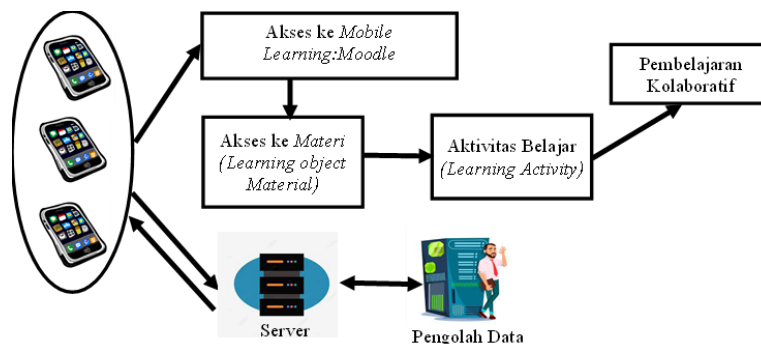 Akses ke Mobile
Learning:Moodle
Pembelajaran
Kolaboratif
Akses ke Materi
(Learning object
Material)
Aktivitas Belajar
(Learning Activity)
Server
Pengolah Data